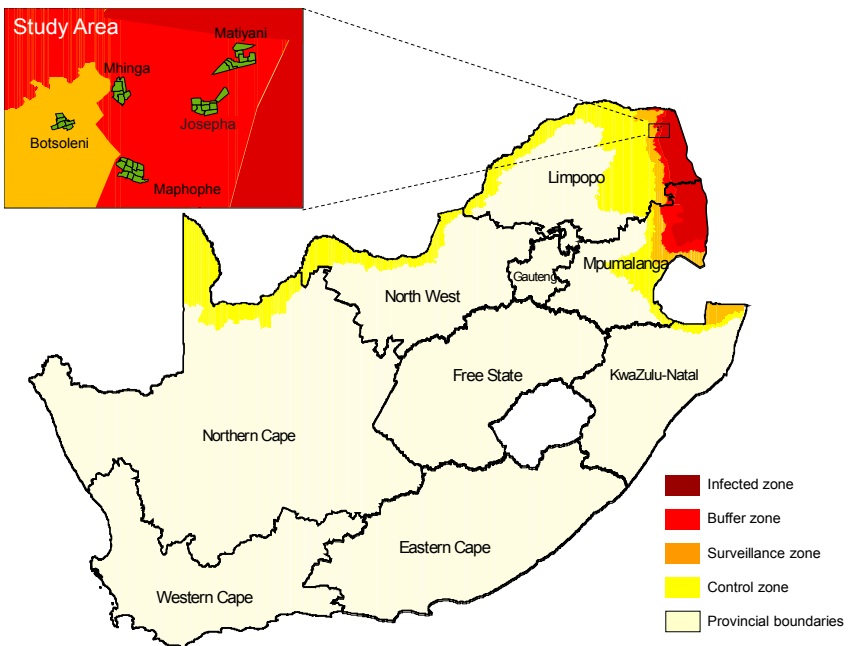 Study Area
Matiyani
Mhinga
Josepha
Botsoleni
Maphophe
Limpopo
Mpumalanga
Gauteng
North West
Free State
KwaZulu-Natal
Northern Cape
Eastern Cape
Western Cape
Infected zone
Buffer zone
Surveillance zone
Control zone
Provincial boundaries